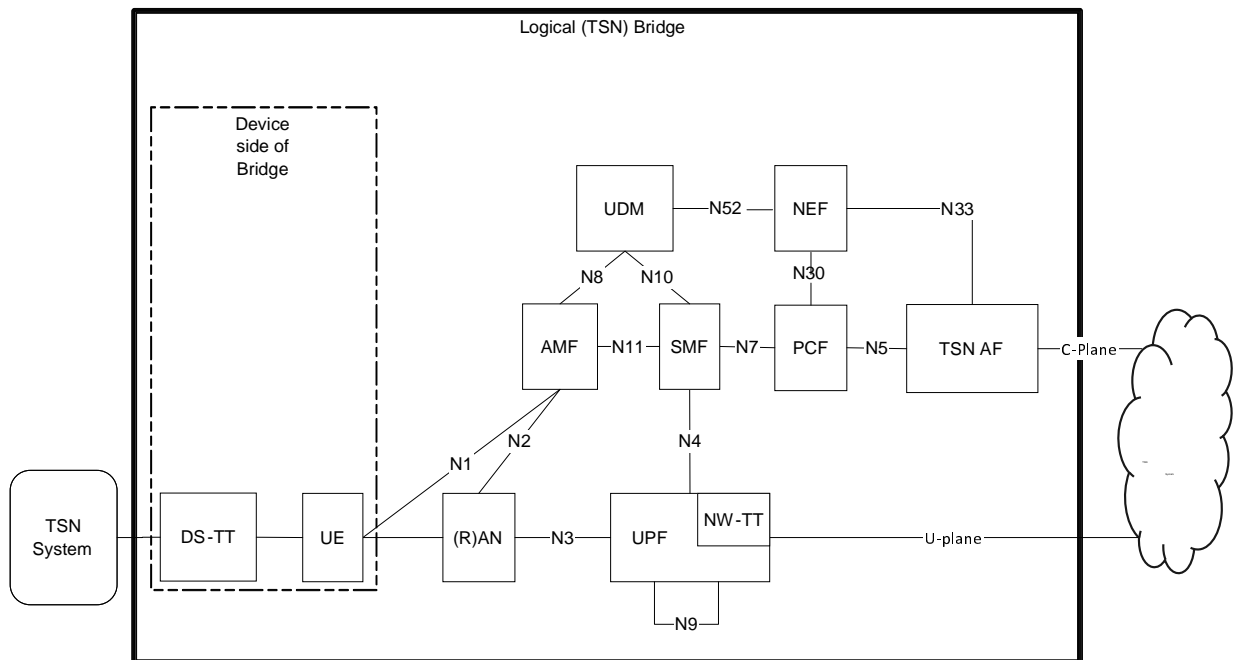 Logical (TSN) Bridge
Device
side of
Bridge
UDM
N52
NEF
N33
N8
N10
N30
AMF
N11
SMF
N7
PCF
N5
TSN AF
C-Plane
N1
N2
N4
TSN
System
DS-TT
UE
(R)AN
N3
UPF
NW-TT
U-plane
N9